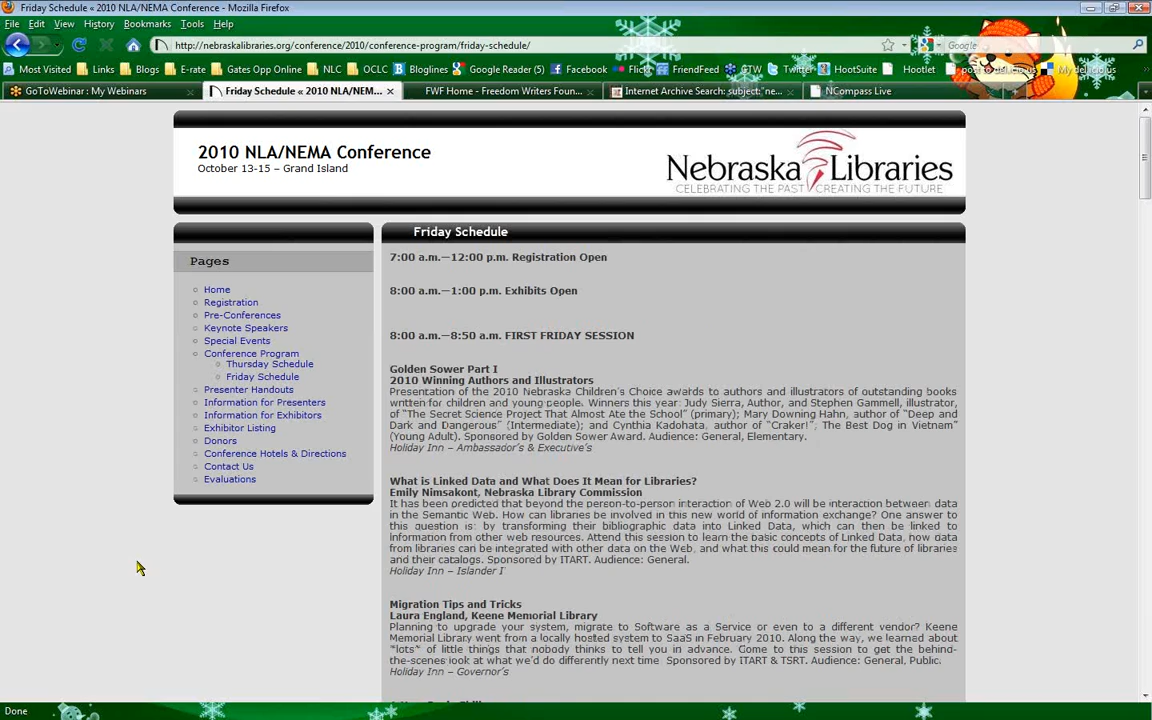 Friday Schedule « 2010 NLA/NEMA Conference - Mozilla Firefox
File Edit View History Bookmarks Tools Help
http://nebraskalibraries.org/conference/2010/conference-program/friday-schedule/
Google
Most Visited Links Blogs E-rate Gates Opp Online NLC OCLC Bloglines Google Reader (5) Facebook Flickr FriendFeed GTW Twitter HootSuite Hootlet post to del.icio.us My delicious
GoToWebinar : My Webinars
Friday Schedule « 2010 NLA/NEM...
FWF Home - Freedom Writers Foun...
Internet Archive Search: subject:"ne...
NCompass Live
2010 NLA/NEMA Conference
October 13-15 – Grand Island
Nebraska Libraries
CELEBRATING THE PAST CREATING THE FUTURE
Pages
Home
Registration
Pre-Conferences
Keynote Speakers
Special Events
Conference Program
Thursday Schedule
Friday Schedule
Presenter Handouts
Information for Presenters
Information for Exhibitors
Exhibitor Listing
Donors
Conference Hotels & Directions
Contact Us
Evaluations
Friday Schedule
7:00 a.m.—12:00 p.m. Registration Open
8:00 a.m.—1:00 p.m. Exhibits Open
8:00 a.m.—8:50 a.m. FIRST FRIDAY SESSION
Golden Sower Part I
2010 Winning Authors and Illustrators
Presentation of the 2010 Nebraska Children's Choice awards to authors and illustrators of outstanding books
written for children and young people. Winners this year: Judy Sierra, Author, and Stephen Gammell, illustrator,
of "The Secret Science Project That Almost Ate the School" (primary); Mary Downing Hahn, author of "Deep and
Dark and Dangerous" (Intermediate); and Cynthia Kadohata, author of "Craker!", The Best Dog in Vietnam"
(Young Adult). Sponsored by Golden Sower Award. Audience: General, Elementary.
Holiday Inn – Ambassador's & Executive's
What is Linked Data and What Does It Mean for Libraries?
Emily Nimsakont, Nebraska Library Commission
It has been predicted that beyond the person-to-person interaction of Web 2.0 will be interaction between data
in the Semantic Web. How can libraries be involved in this new world of information exchange? One answer to
this question is: by transforming their bibliographic data into Linked Data, which can then be linked to
information from other web resources. Attend this session to learn the basic concepts of Linked Data, how data
from libraries can be integrated with other data on the Web, and what this could mean for the future of libraries
and their catalogs. Sponsored by ITART. Audience: General.
Holiday Inn – Islander I
Migration Tips and Tricks
Laura England, Keene Memorial Library
Planning to upgrade your system, migrate to Software as a Service or even to a different vendor? Keene
Memorial Library went from a locally hosted system to SaaS in February 2010. Along the way, we learned about
*lots* of little things that nobody thinks to tell you in advance. Come to this session to get the behind-
the-scenes look at what we'd do differently next time Sponsored by ITART & TSRT. Audience: General, Public.
Holiday Inn – Governor's
Done